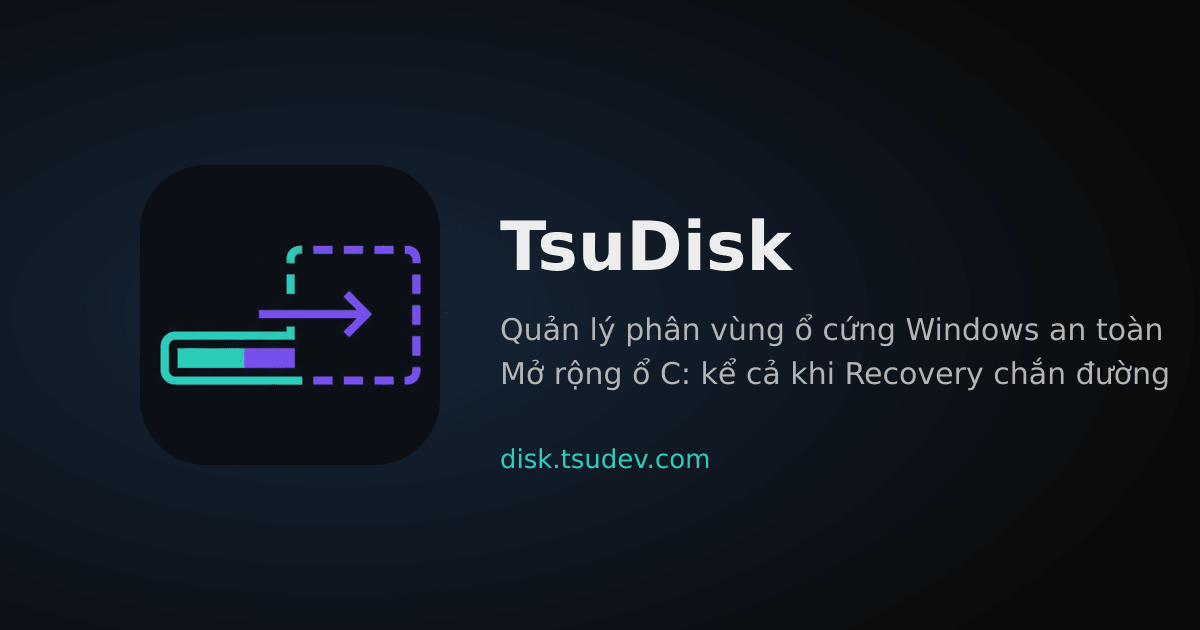 TsuDisk
Quản lý phân vùng ổ cứng Windows an toàn
Mở rộng ổ C: kể cả khi Recovery chắn đường
disk.tsudev.com